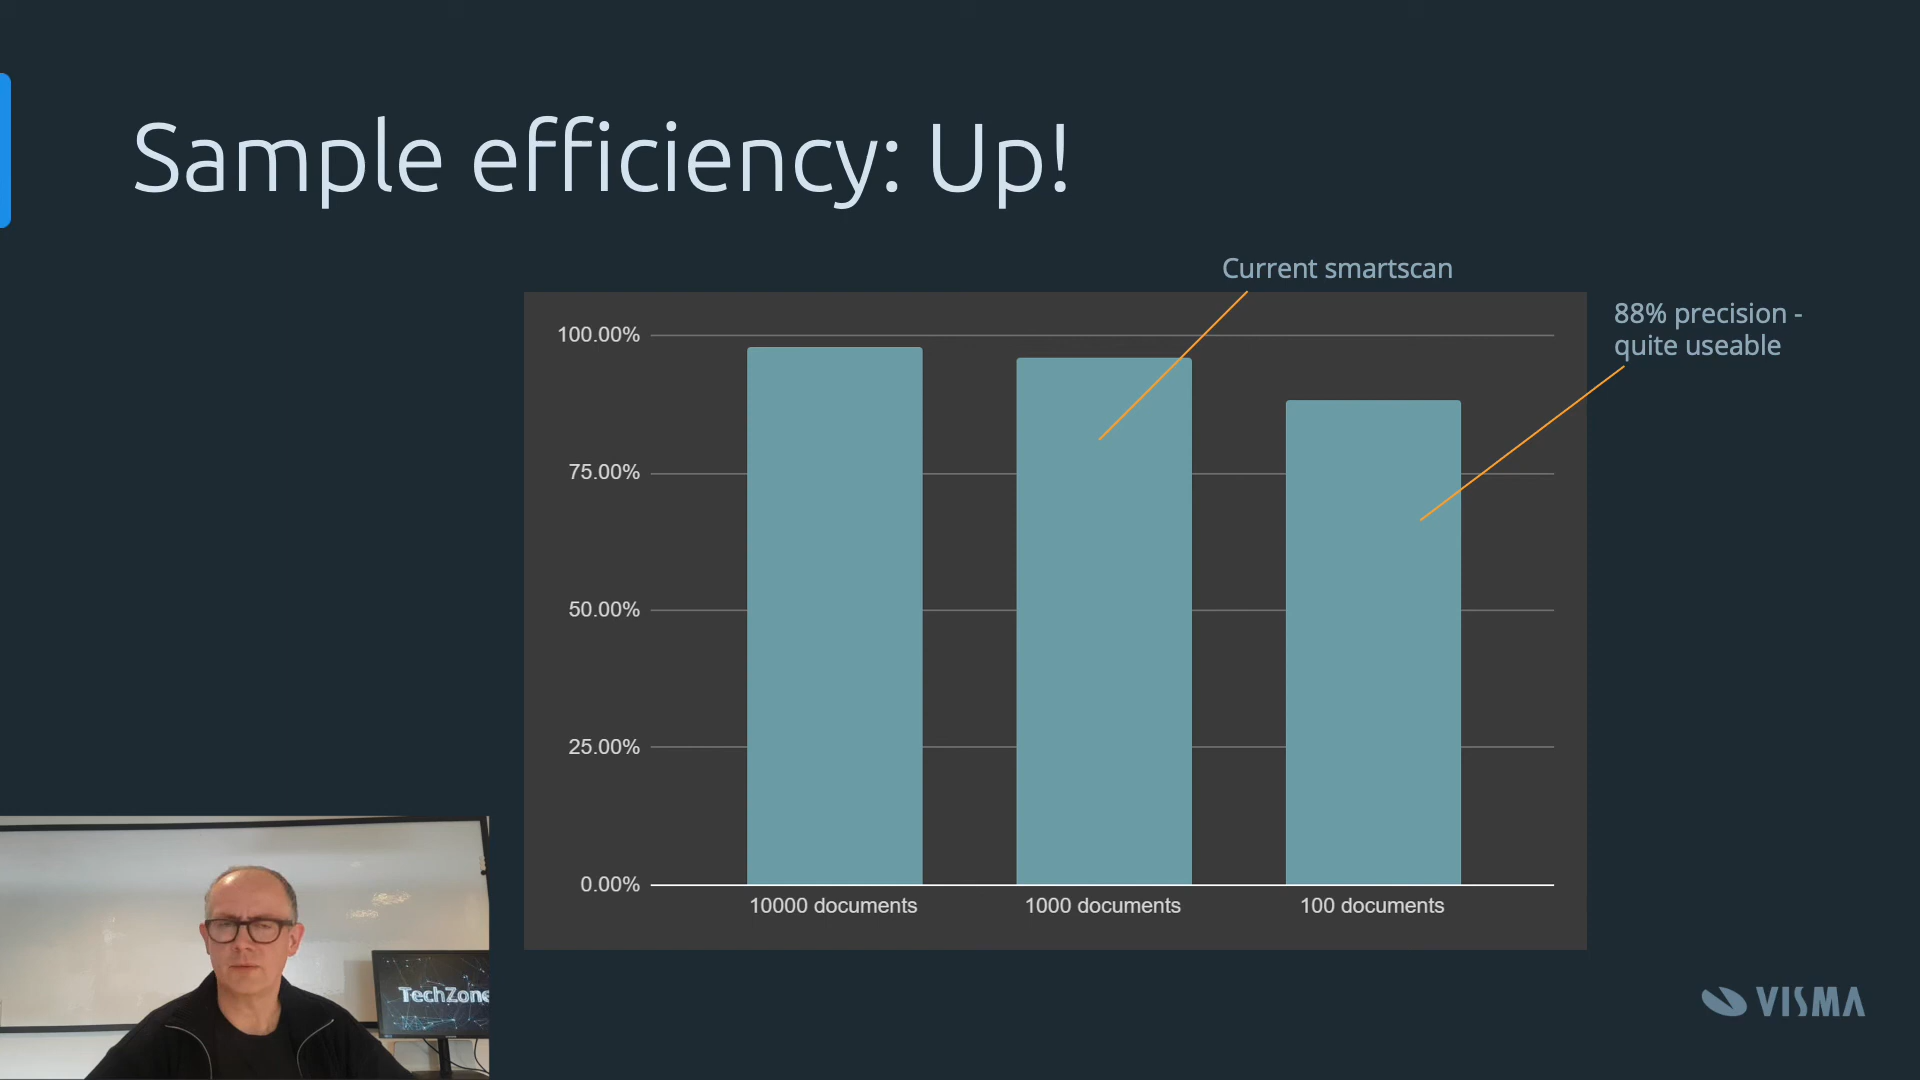 Sample efficiency: Up!
Current smartscan
88% precision -
quite useable
100.00%
75.00%
50.00%
25.00%
0.00%
10000 documents
1000 documents
100 documents
TechZone
VISMA